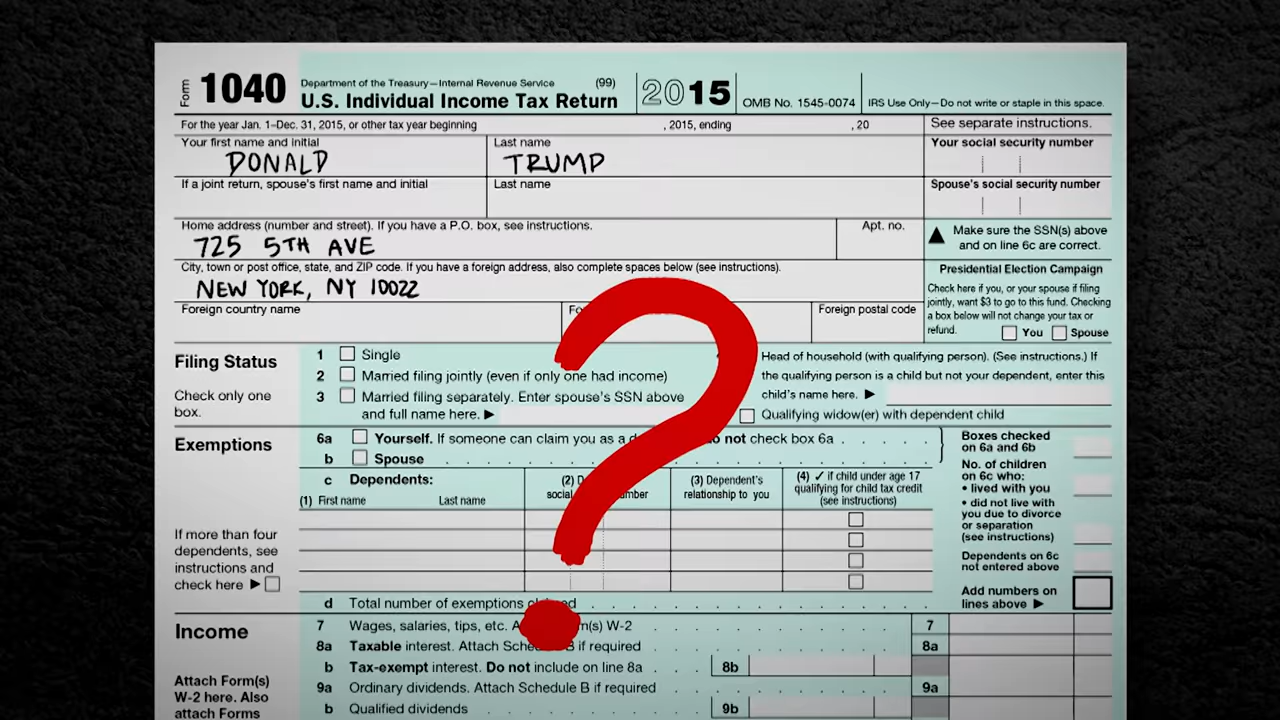 Form 1040 Department of the Treasury—Internal Revenue Service (99)
U.S. Individual Income Tax Return 2015 OMB No. 1545-0074 IRS Use Only—Do not write or staple in this space.
For the year Jan. 1–Dec. 31, 2015, or other tax year beginning , 2015, ending , 20 See separate instructions.
Your first name and initial Last name Your social security number
DONALD TRUMP
If a joint return, spouse's first name and initial Last name Spouse's social security number
Home address (number and street). If you have a P.O. box, see instructions. Apt. no.
725 5TH AVE
▲ Make sure the SSN(s) above
and on line 6c are correct.
City, town or post office, state, and ZIP code. If you have a foreign address, also complete spaces below (see instructions).
NEW YORK, NY 10022
Foreign country name Foreign postal code
Presidential Election Campaign
Check here if you, or your spouse if filing
jointly, want $3 to go to this fund. Checking
a box below will not change your tax or
refund. You Spouse
Filing Status
Check only one
box.
1 Single
2 Married filing jointly (even if only one had income)
3 Married filing separately. Enter spouse's SSN above
and full name here. ▶
Head of household (with qualifying person). (See instructions.) If
the qualifying person is a child but not your dependent, enter this
child's name here. ▶
Qualifying widow(er) with dependent child
Exemptions
6a Yourself. If someone can claim you as a not check box 6a . . . . .
b Spouse . . . . .
c Dependents:
(1) First name Last name
(2)
social
(3) Dependent's
relationship to you
(4) ✓ if child under age 17
qualifying for child tax credit
(see instructions)
If more than four
dependents, see
instructions and
check here ▶
d Total number of exemptions . . . . .
Boxes checked
on 6a and 6b
No. of children
on 6c who:
• lived with you
• did not live with
you due to divorce
or separation
(see instructions)
Dependents on 6c
not entered above
Add numbers on
lines above ▶
Income
Attach Form(s)
W-2 here. Also
attach Forms
7 Wages, salaries, tips, etc. W-2 . . . . . 7
8a Taxable interest. Attach B if required . . . . . 8a
b Tax-exempt interest. Do not include on line 8a . . . 8b
9a Ordinary dividends. Attach Schedule B if required . . . . . 9a
b Qualified dividends . . . . . 9b
?